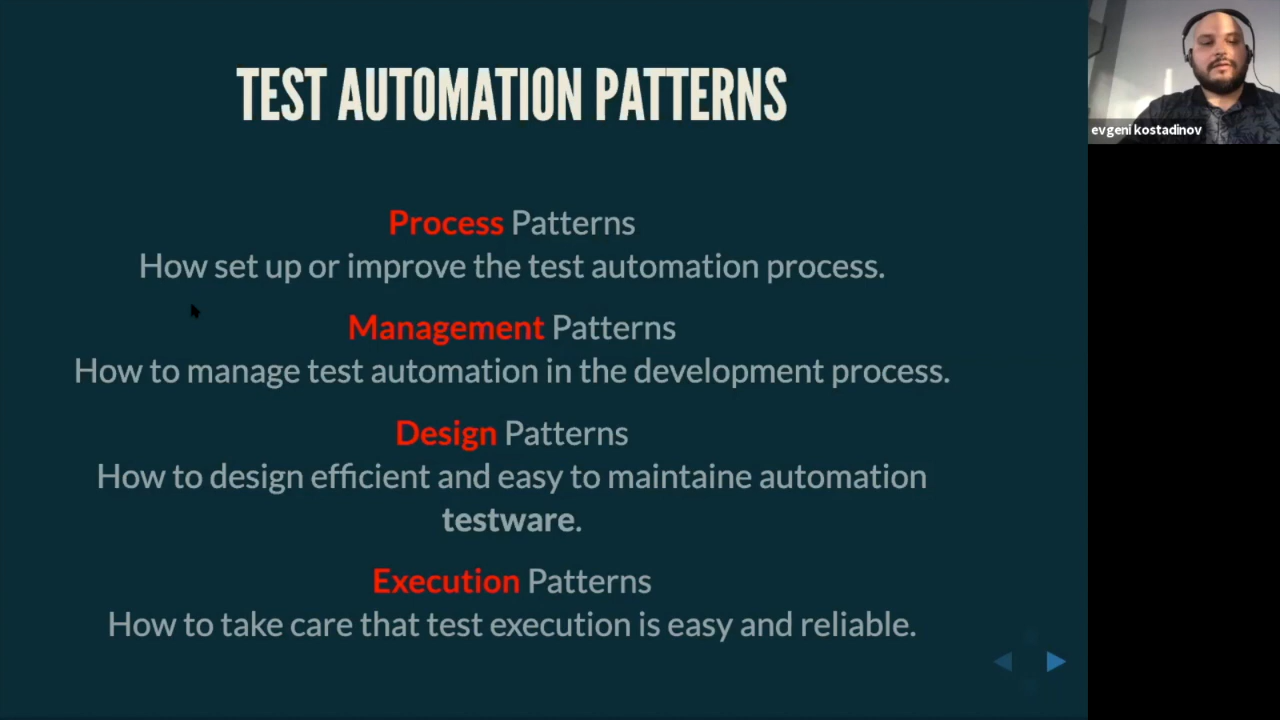 TEST AUTOMATION PATTERNS
Process Patterns
How set up or improve the test automation process.
Management Patterns
How to manage test automation in the development process.
Design Patterns
How to design efficient and easy to maintaine automation
testware.
Execution Patterns
How to take care that test execution is easy and reliable.
evgeni kostadinov